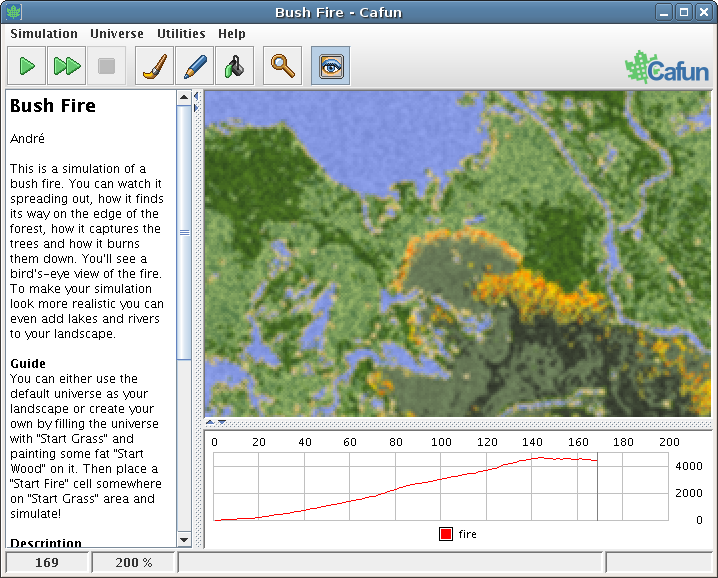 Bush Fire - Cafun
Simulation Universe Utilities Help
Cafun
Bush Fire
André
This is a simulation of a
bush fire. You can watch it
spreading out, how it finds
its way on the edge of the
forest, how it captures the
trees and how it burns
them down. You'll see a
bird's-eye view of the fire.
To make your simulation
look more realistic you can
even add lakes and rivers
to your landscape.
Guide
You can either use the
default universe as your
landscape or create your
own by filling the universe
with "Start Grass" and
painting some fat "Start
Wood" on it. Then place a
"Start Fire" cell somewhere
on "Start Grass" area and
simulate!
Description
0 20 40 60 80 100 120 140 160 180 200
4000
2000
0
fire
169 200 %